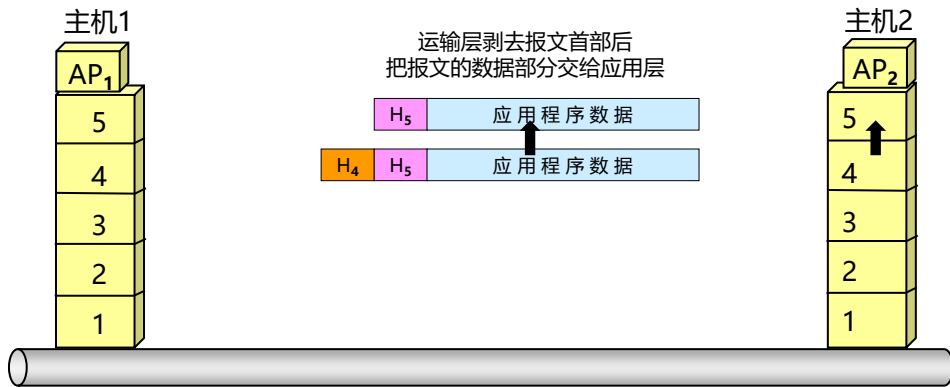 主机1
主机2
运输层剥去报文首部后
把报文的数据部分交给应用层
AP1
AP2
H5 应用程序数据
H4 H5 应用程序数据
5
4
3
2
1
5
4
3
2
1